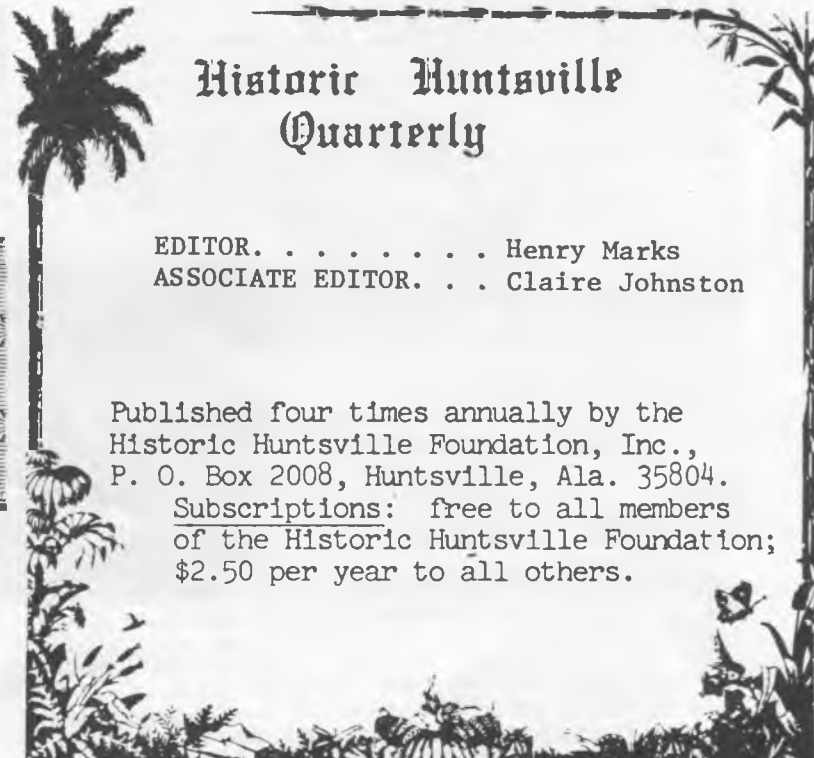 Historic Huntsville
Quarterly
EDITOR. . . . . . . . . Henry Marks
ASSOCIATE EDITOR. . . Claire Johnston
Published four times annually by the
Historic Huntsville Foundation, Inc.,
P. O. Box 2008, Huntsville, Ala. 35804.
Subscriptions: free to all members
of the Historic Huntsville Foundation;
$2.50 per year to all others.